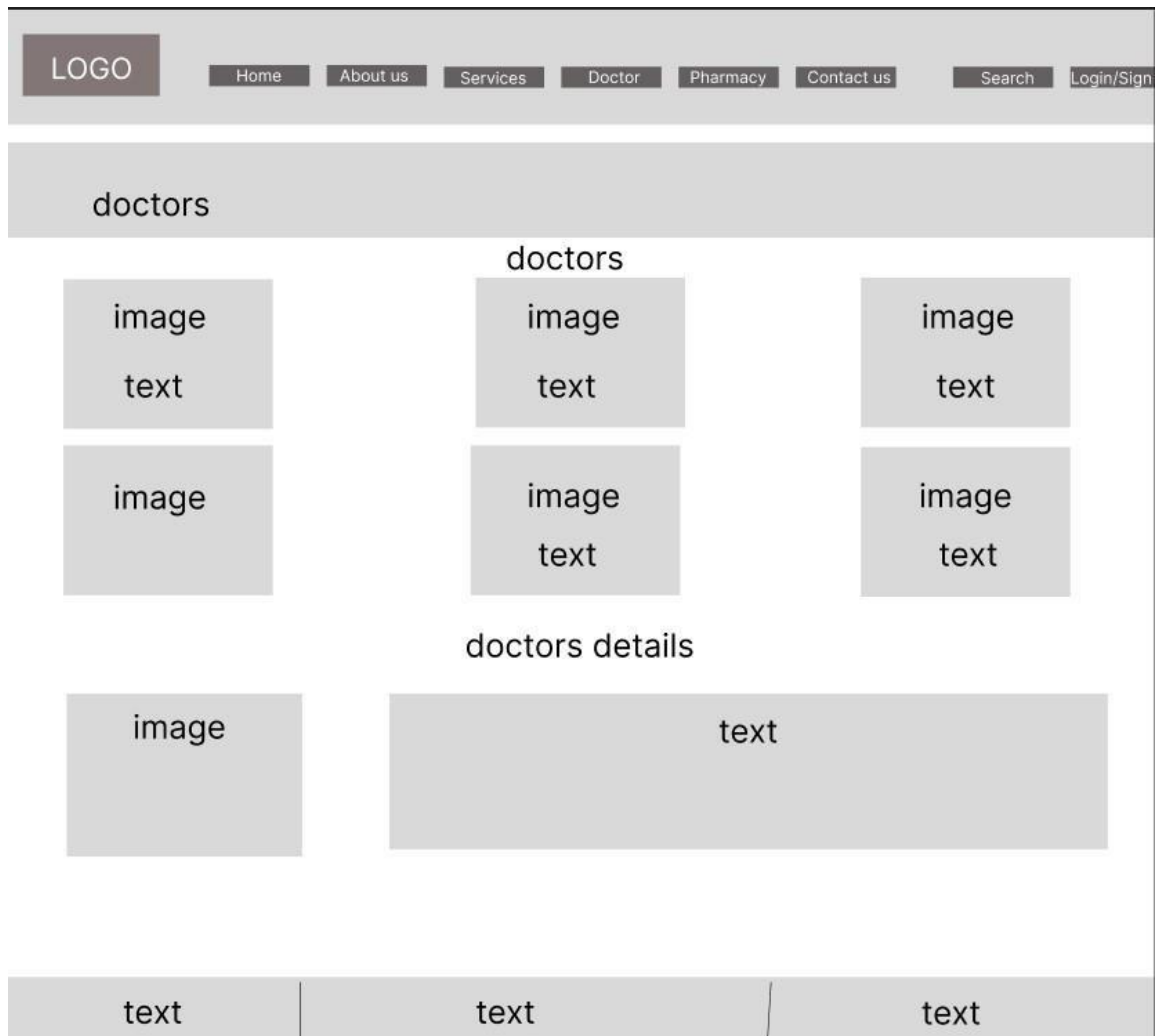 LOGO
Home About us Services Doctor Pharmacy Contact us Search Login/Sign
doctors
doctors
image image image
text text text
image image image
text text
doctors details
image text
text text text